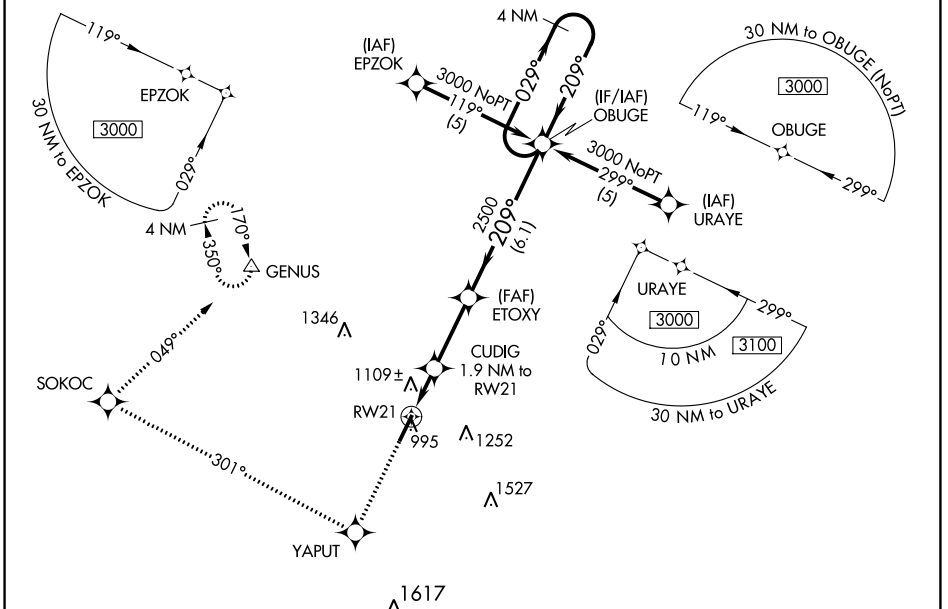 119°
EPZOK
3000
30 NM to EPZOK
029°
4 NM
170°
350°
GENUS
(IAF)
EPZOK
3000 NoPT
119°
(5)
4 NM
029°
209°
(IF/IAF)
OBUGE
3000 NoPT
299°
(5)
(IAF)
URAYE
30 NM to OBUGE (NoPT)
3000
119°
OBUGE
299°
2500
209°
(6.1)
(FAF)
ETOXY
URAYE
3000
10 NM
3100
029°
299°
30 NM to URAYE
1346
1109±
CUDIG
1.9 NM to
RW21
RW21
995
1252
1527
SOKOC
049°
301°
YAPUT
1617